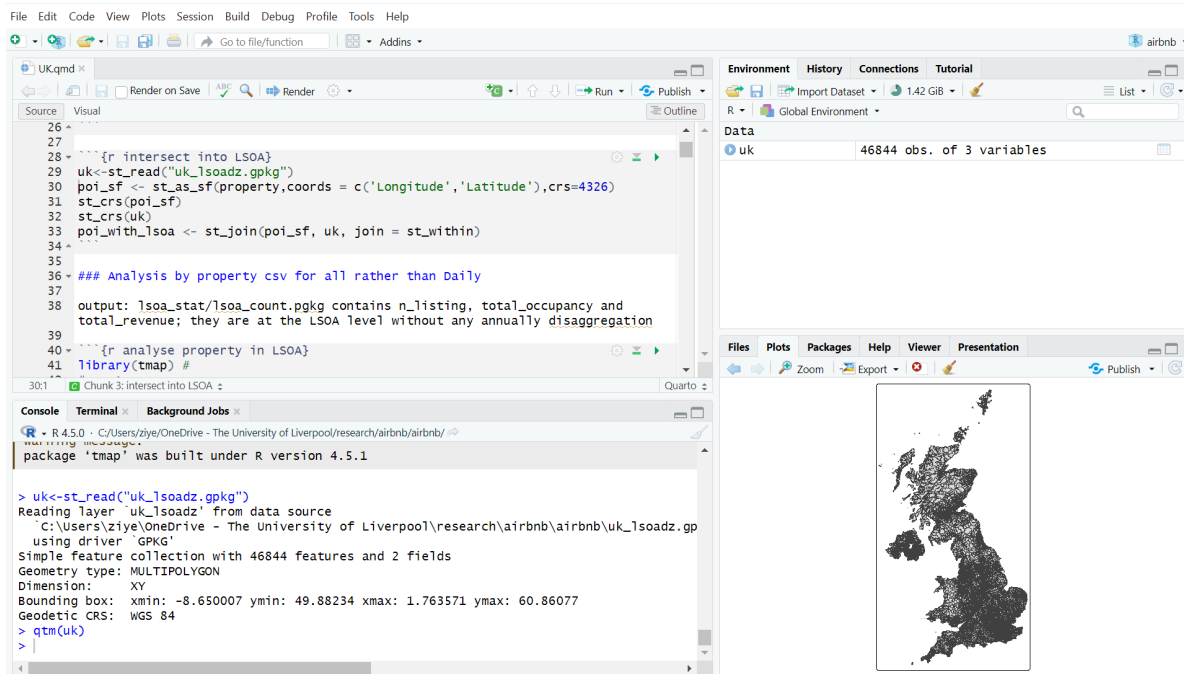 File Edit Code View Plots Session Build Debug Profile Tools Help
Go to file/function Addins airbnb
UK.qmd
Render on Save ABC Render Run Publish
Source Visual Outline
26 ```
27
28 ```{r intersect into LSOA}
29 uk<-st_read("uk_lsoadz.gpkg")
30 poi_sf <- st_as_sf(property,coords = c('Longitude','Latitude'),crs=4326)
31 st_crs(poi_sf)
32 st_crs(uk)
33 poi_with_lsoa <- st_join(poi_sf, uk, join = st_within)
34 ```
35
36 ### Analysis by property csv for all rather than Daily
37
38 output: lsoa_stat/lsoa_count.pgkg contains n_listing, total_occupancy and
total_revenue; they are at the LSOA level without any annually disaggregation
39
40 ```{r analyse property in LSOA}
41 library(tmap) #
30:1 C Chunk 3: intersect into LSOA Quarto
Console Terminal Background Jobs
R R 4.5.0 · C:/Users/ziye/OneDrive - The University of Liverpool/research/airbnb/airbnb/
warning message:
package ‘tmap’ was built under R version 4.5.1
> uk<-st_read("uk_lsoadz.gpkg")
Reading layer `uk_lsoadz' from data source
`C:\Users\ziye\OneDrive - The University of Liverpool\research\airbnb\airbnb\uk_lsoadz.gp
using driver `GPKG'
Simple feature collection with 46844 features and 2 fields
Geometry type: MULTIPOLYGON
Dimension: XY
Bounding box: xmin: -8.650007 ymin: 49.88234 xmax: 1.763571 ymax: 60.86077
Geodetic CRS: WGS 84
> qtm(uk)
>
Environment History Connections Tutorial
Import Dataset 1.42 GiB List
R Global Environment
Data
uk 46844 obs. of 3 variables
Files Plots Packages Help Viewer Presentation
Zoom Export Publish